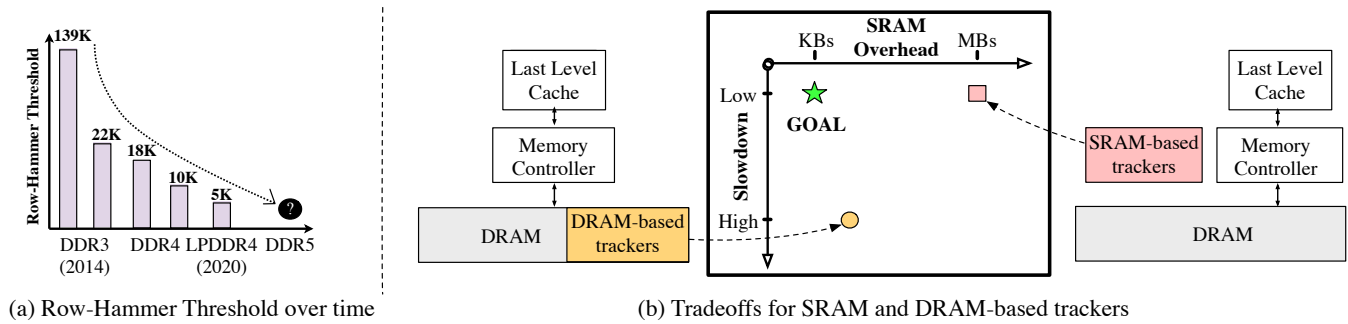 Row-Hammer Threshold
139K
22K
18K
10K
5K
?
DDR3
(2014)
DDR4
LPDDR4
(2020)
DDR5
(a) Row-Hammer Threshold over time
Last Level
Cache
Memory
Controller
DRAM
DRAM-based
trackers
SRAM
Overhead
KBs
MBs
Slowdown
Low
High
GOAL
SRAM-based
trackers
Last Level
Cache
Memory
Controller
DRAM
(b) Tradeoffs for SRAM and DRAM-based trackers